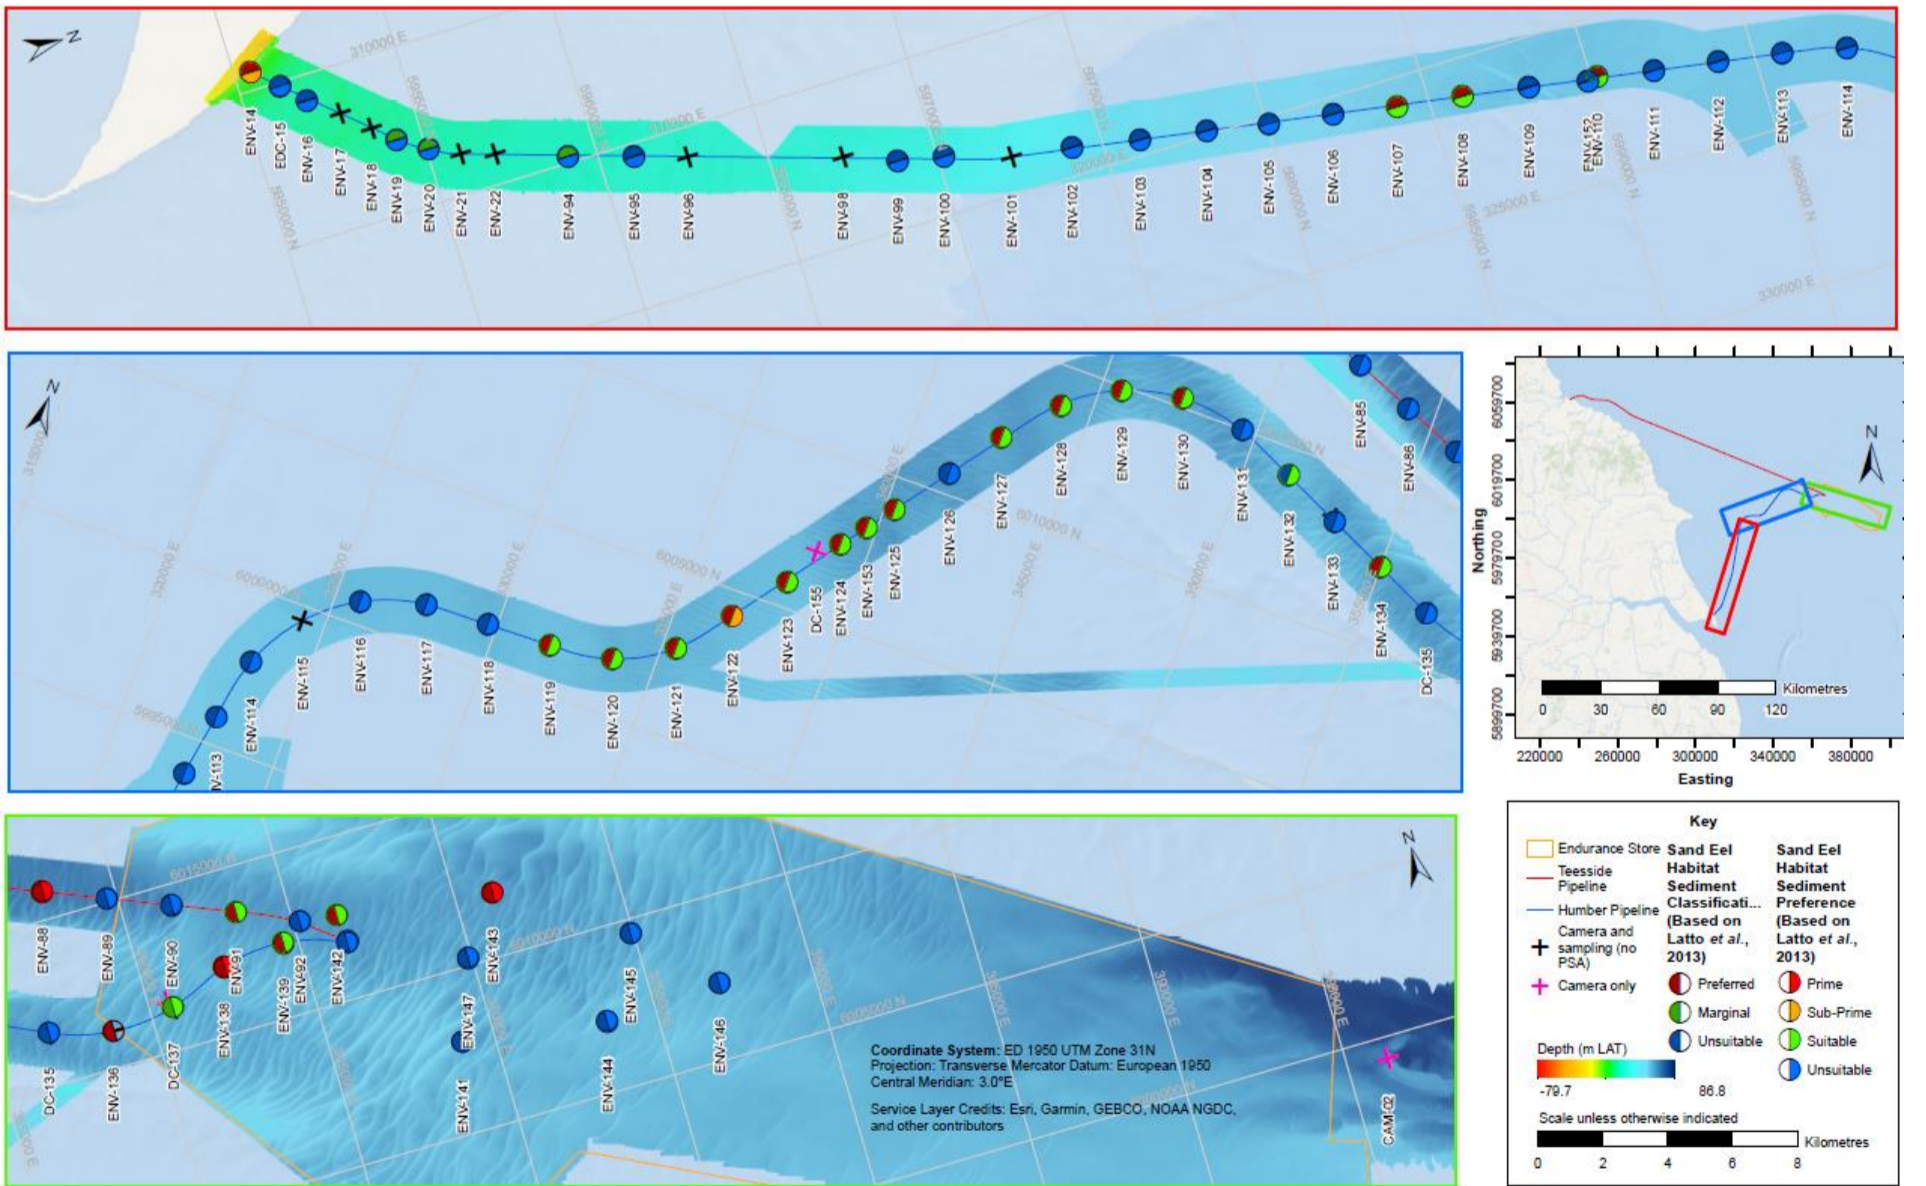 N
310000 E
ENV-14
EDC-15
ENV-16
ENV-17
ENV-18
ENV-19
ENV-20
ENV-21
ENV-22
ENV-94
ENV-95
ENV-96
ENV-98
ENV-99
ENV-100
ENV-101
ENV-102
ENV-103
ENV-104
ENV-105
ENV-106
ENV-107
ENV-108
ENV-109
ENV-152
ENV-110
ENV-111
ENV-112
ENV-113
ENV-114
5970000 N
5975000 N
320000 E
325000 E
5985000 N
330000 E
N
330000 E
6000000 N
6005000 N
6010000 N
345000 E
350000 E
IV-113
ENV-114
ENV-115
ENV-116
ENV-117
ENV-118
ENV-119
ENV-120
ENV-121
ENV-122
ENV-123
DC-155
ENV-124
ENV-153
ENV-125
ENV-126
ENV-127
ENV-128
ENV-129
ENV-130
ENV-131
ENV-132
ENV-133
ENV-134
DC-135
ENV-85
ENV-86
Northing
6059700
6019700
5979700
5939700
5899700
N
Kilometres
0 30 60 90 120
220000 260000 300000 340000 380000
Easting
N
6015000 N
6010000 N
6005000 N
ENV-88
ENV-89
ENV-90
ENV-91
ENV-92
ENV-142
ENV-143
DC-135
ENV-136
DC-137
ENV-138
ENV-139
ENV-147
ENV-141
ENV-145
ENV-144
ENV-146
CAM-02
Coordinate System: ED 1950 UTM Zone 31N
Projection: Transverse Mercator Datum: European 1950
Central Meridian: 3.0°E
Service Layer Credits: Esri, Garmin, GEBCO, NOAA NGDC,
and other contributors
Key
Endurance Store
Teesside
Pipeline
Humber Pipeline
Camera and
sampling (no
PSA)
Camera only
Sand Eel
Habitat
Sediment
Classificati...
(Based on
Latto et al.,
2013)
Preferred
Marginal
Unsuitable
Sand Eel
Habitat
Sediment
Preference
(Based on
Latto et al.,
2013)
Prime
Sub-Prime
Suitable
Unsuitable
Depth (m LAT)
-79.7 86.8
Scale unless otherwise indicated
Kilometres
0 2 4 6 8